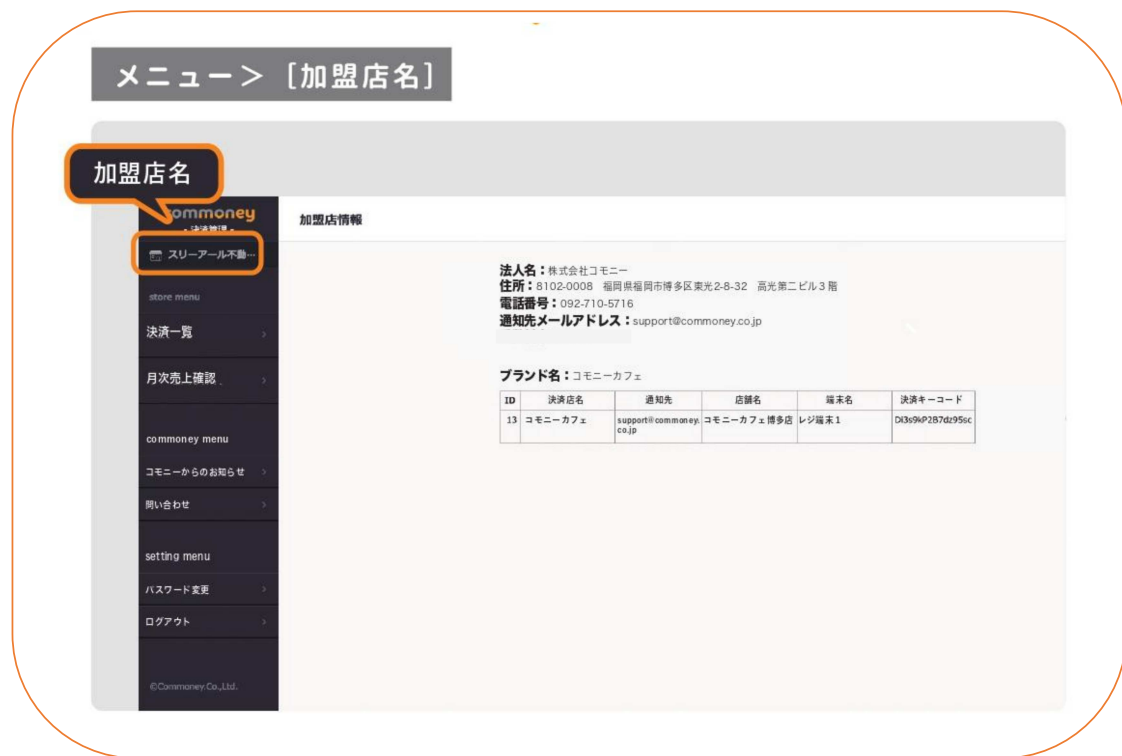 メニュー＞［加盟店名］
加盟店名
commoney
- 決済管理 -
スリーアール不動…
store menu
決済一覧
月次売上確認
commoney menu
コモニーからのお知らせ
問い合わせ
setting menu
パスワード変更
ログアウト
©Commoney.Co.,Ltd.
加盟店情報
法人名：株式会社コモニー
住所：8102-0008　福岡県福岡市博多区東光2-8-32　高光第二ビル３階
電話番号：092-710-5716
通知先メールアドレス：support@commoney.co.jp
ブランド名：コモニーカフェ
ID 決済店名 通知先 店舗名 端末名 決済キーコード
13 コモニーカフェ support@commoney. コモニーカフェ博多店 レジ端末１ Di3s9kP2B7dz95sc
co.jp